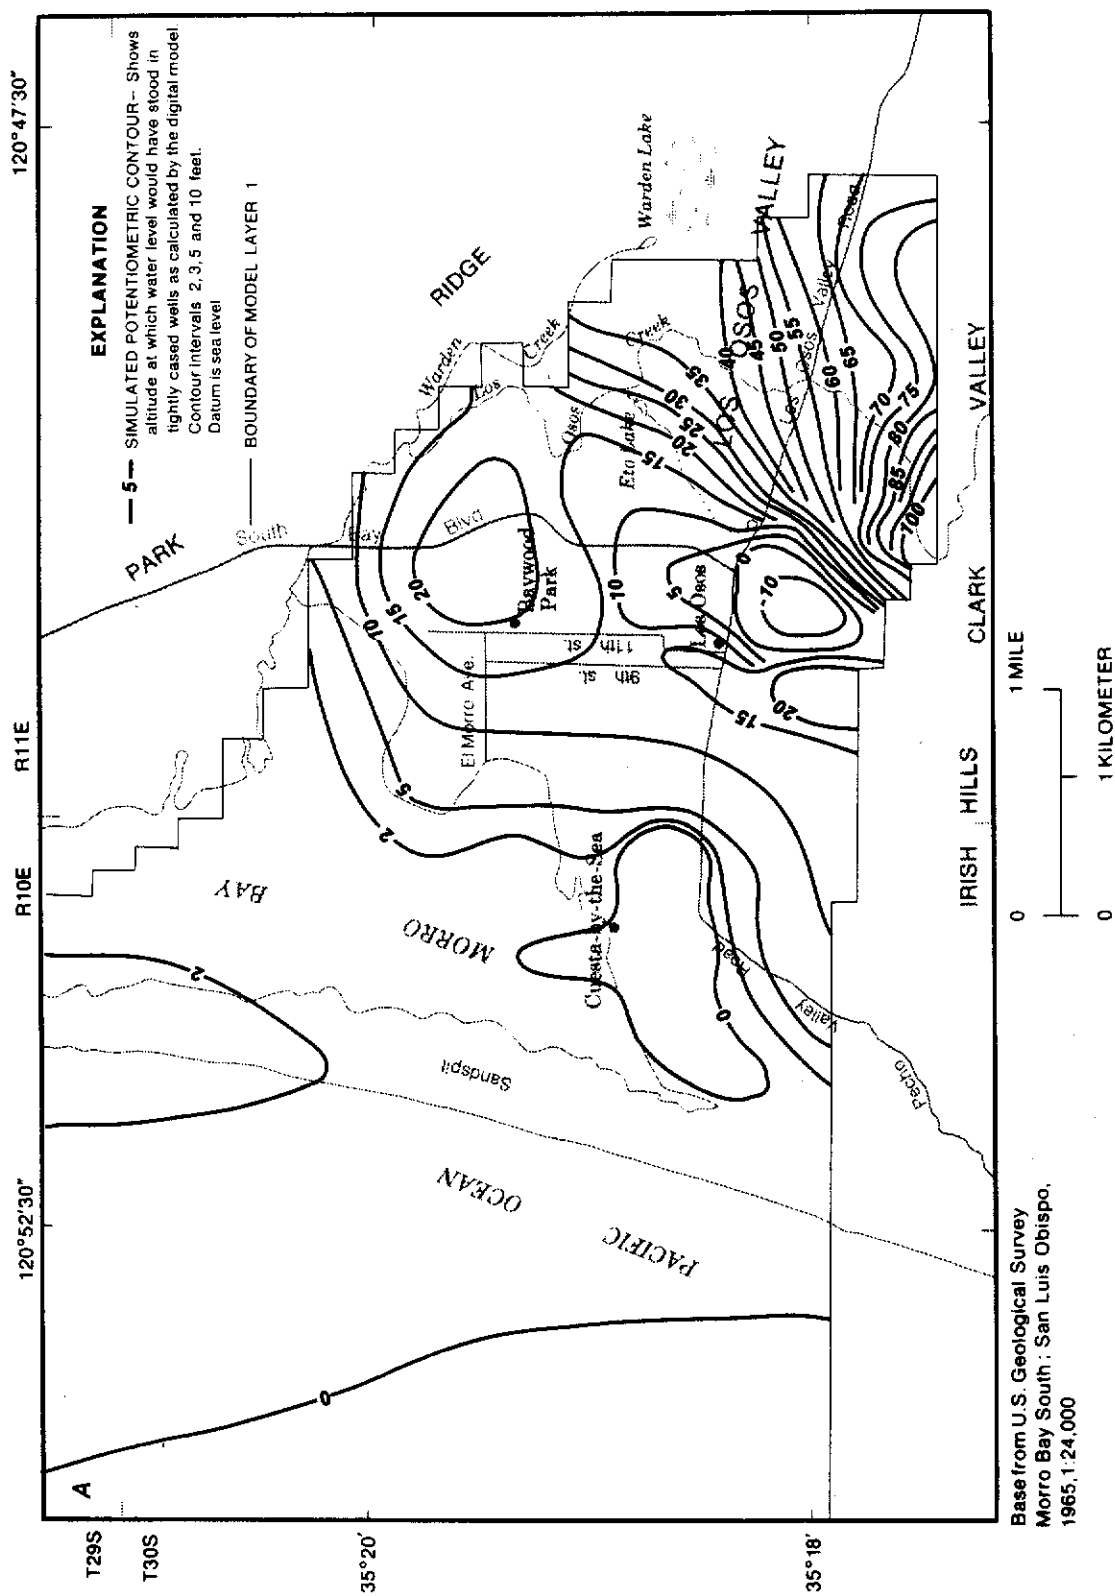 120°52'30"
R10E
R11E
120°47'30"
T29S
T30S
35°20'
35°18'
A
EXPLANATION
— 5 — SIMULATED POTENTIOMETRIC CONTOUR – Shows
altitude at which water level would have stood in
tightly cased wells as calculated by the digital model.
Contour intervals 2,3,5 and 10 feet.
Datum is sea level
BOUNDARY OF MODEL LAYER 1
PARK
RIDGE
South
Bay
Blvd
Warden
Creek
Los
Osos
Creek
Warden Lake
Eto Lake
LOS OSOS
VALLEY
Baywood
Park
El Morro Ave.
11th
st.
9th
st.
Los Osos
Los Osos Valley Road
MORRO
BAY
Cuesta-by-the-Sea
Sandspit
PACIFIC
OCEAN
Pecho
Valley
Road
IRISH HILLS
CLARK VALLEY
0
2
2
5
10
15
20
0
20
15
10
5
0
-10
15
20
25
30
35
40
45
50
55
60
65
70
75
80
85
100
0 1 MILE
0 1 KILOMETER
Base from U.S. Geological Survey
Morro Bay South; San Luis Obispo,
1965, 1:24,000